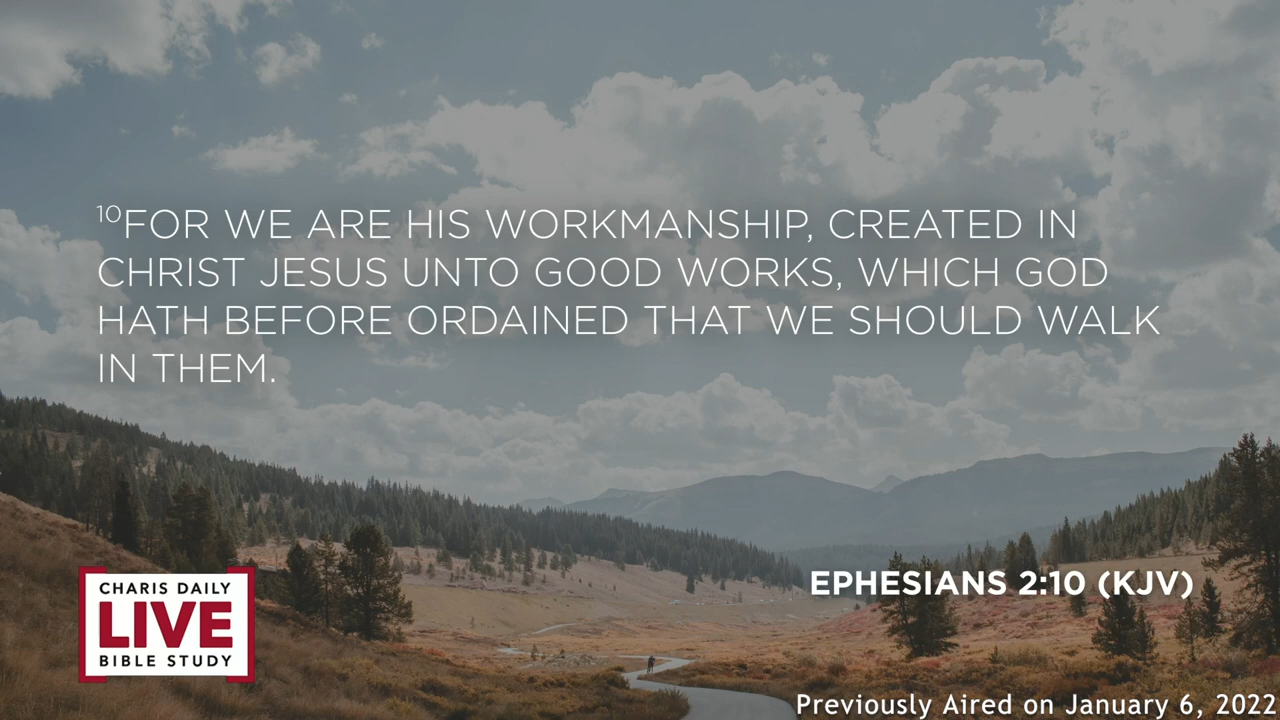 ¹⁰FOR WE ARE HIS WORKMANSHIP, CREATED IN
CHRIST JESUS UNTO GOOD WORKS, WHICH GOD
HATH BEFORE ORDAINED THAT WE SHOULD WALK
IN THEM.
EPHESIANS 2:10 (KJV)
CHARIS DAILY
LIVE
BIBLE STUDY
Previously Aired on January 6, 2022